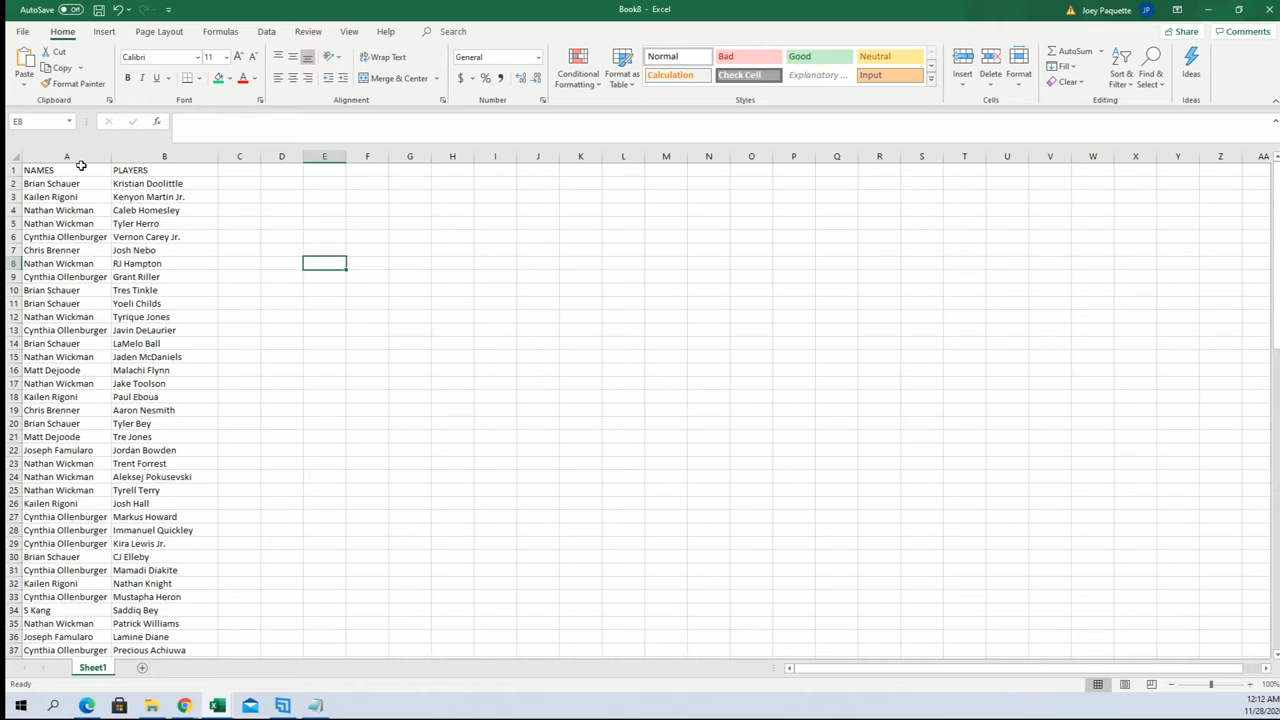 AutoSave Off Book8 - Excel Joey Paquette JP
File Home Insert Page Layout Formulas Data Review View Help Search Share Comments
Paste Cut Copy Format Painter Clipboard
Calibri 11 B I U A Font
Wrap Text Merge & Center Alignment
General $ % Number
Conditional Formatting Format as Table
Normal Bad Good Neutral
Calculation Check Cell Explanatory ... Input
Styles
Insert Delete Format Cells
AutoSum Fill Clear Sort & Filter Find & Select Editing
Ideas Ideas
E8 fx
A B C D E F G H I J K L M N O P Q R S T U V W X Y Z AA
1 NAMES PLAYERS
2 Brian Schauer Kristian Doolittle
3 Kailen Rigoni Kenyon Martin Jr.
4 Nathan Wickman Caleb Homesley
5 Nathan Wickman Tyler Herro
6 Cynthia Ollenburger Vernon Carey Jr.
7 Chris Brenner Josh Nebo
8 Nathan Wickman RJ Hampton
9 Cynthia Ollenburger Grant Riller
10 Brian Schauer Tres Tinkle
11 Brian Schauer Yoeli Childs
12 Nathan Wickman Tyrique Jones
13 Cynthia Ollenburger Javin DeLaurier
14 Brian Schauer LaMelo Ball
15 Nathan Wickman Jaden McDaniels
16 Matt Dejoode Malachi Flynn
17 Nathan Wickman Jake Toolson
18 Kailen Rigoni Paul Eboua
19 Chris Brenner Aaron Nesmith
20 Brian Schauer Tyler Bey
21 Matt Dejoode Tre Jones
22 Joseph Famularo Jordan Bowden
23 Nathan Wickman Trent Forrest
24 Nathan Wickman Aleksej Pokusevski
25 Nathan Wickman Tyrell Terry
26 Kailen Rigoni Josh Hall
27 Cynthia Ollenburger Markus Howard
28 Cynthia Ollenburger Immanuel Quickley
29 Cynthia Ollenburger Kira Lewis Jr.
30 Brian Schauer CJ Elleby
31 Cynthia Ollenburger Mamadi Diakite
32 Kailen Rigoni Nathan Knight
33 Cynthia Ollenburger Mustapha Heron
34 S Kang Saddiq Bey
35 Nathan Wickman Patrick Williams
36 Joseph Famularo Lamine Diane
37 Cynthia Ollenburger Precious Achiuwa
Sheet1
Ready 100%
12:12 AM